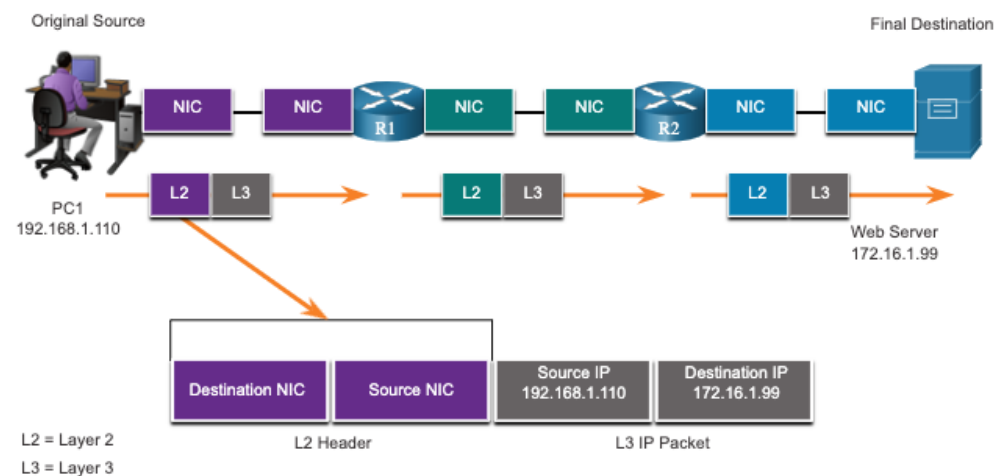 Original Source
Final Destination
NIC
NIC
R1
NIC
NIC
R2
NIC
NIC
L2
L3
L2
L3
L2
L3
PC1
192.168.1.110
Web Server
172.16.1.99
Destination NIC
Source NIC
Source IP
192.168.1.110
Destination IP
172.16.1.99
L2 = Layer 2
L2 Header
L3 IP Packet
L3 = Layer 3